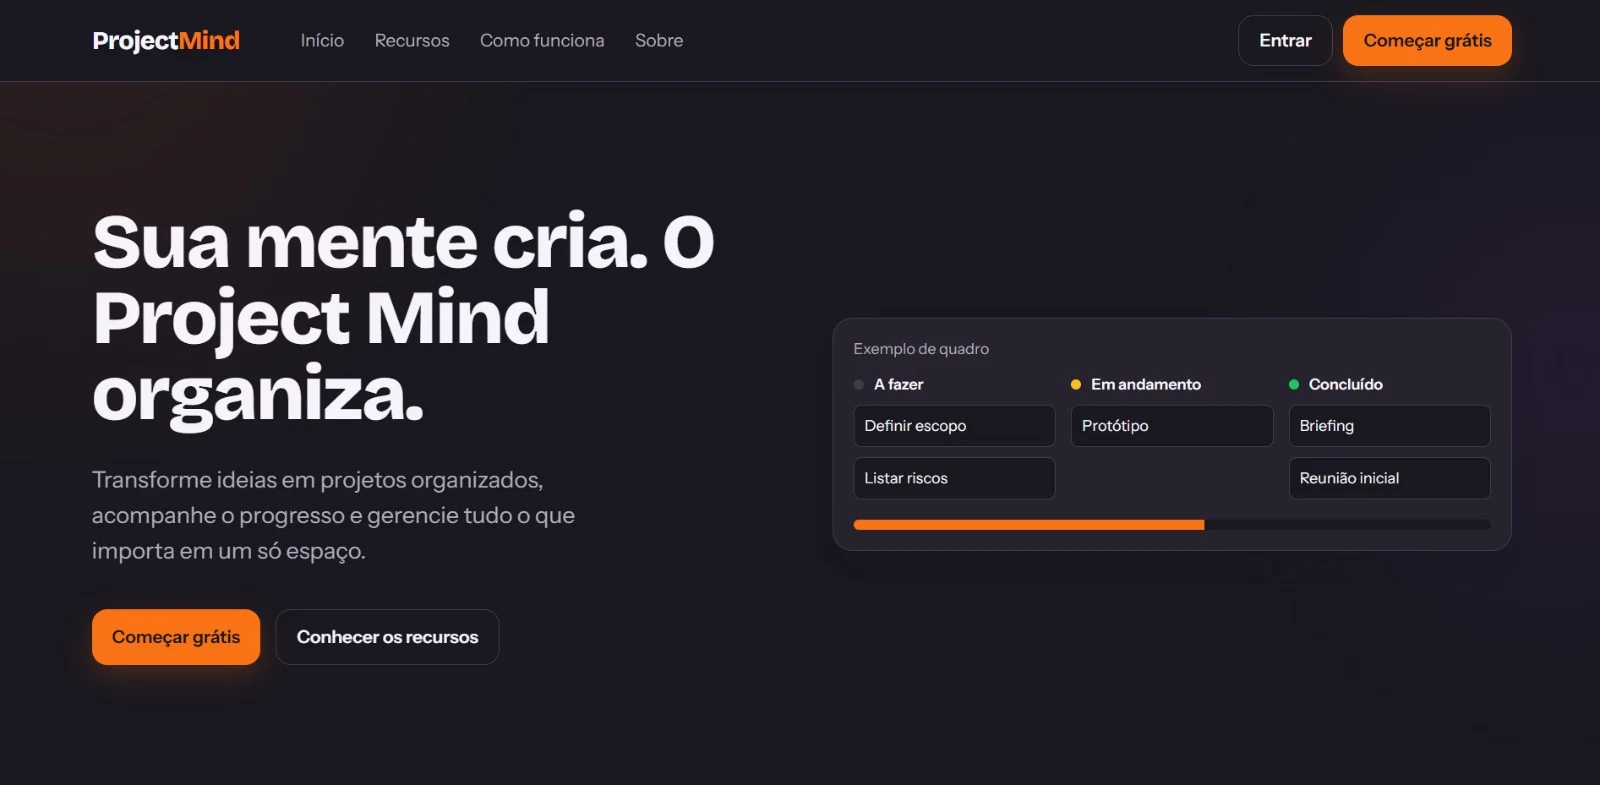 ProjectMind
Início
Recursos
Como funciona
Sobre
Entrar
Começar grátis
Sua mente cria. O
Project Mind
organiza.
Transforme ideias em projetos organizados,
acompanhe o progresso e gerencie tudo o que
importa em um só espaço.
Começar grátis
Conhecer os recursos
Exemplo de quadro
A fazer
Definir escopo
Listar riscos
Em andamento
Protótipo
Concluído
Briefing
Reunião inicial